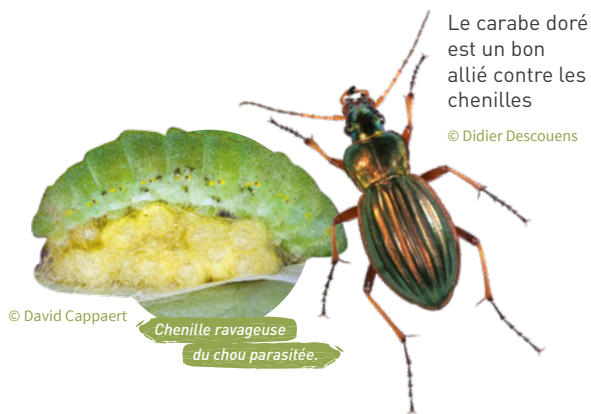 Le carabe doré
est un bon
allié contre les
chenilles
© Didier Descouens
© David Cappaert
Chenille ravageuse
du chou parasitée.